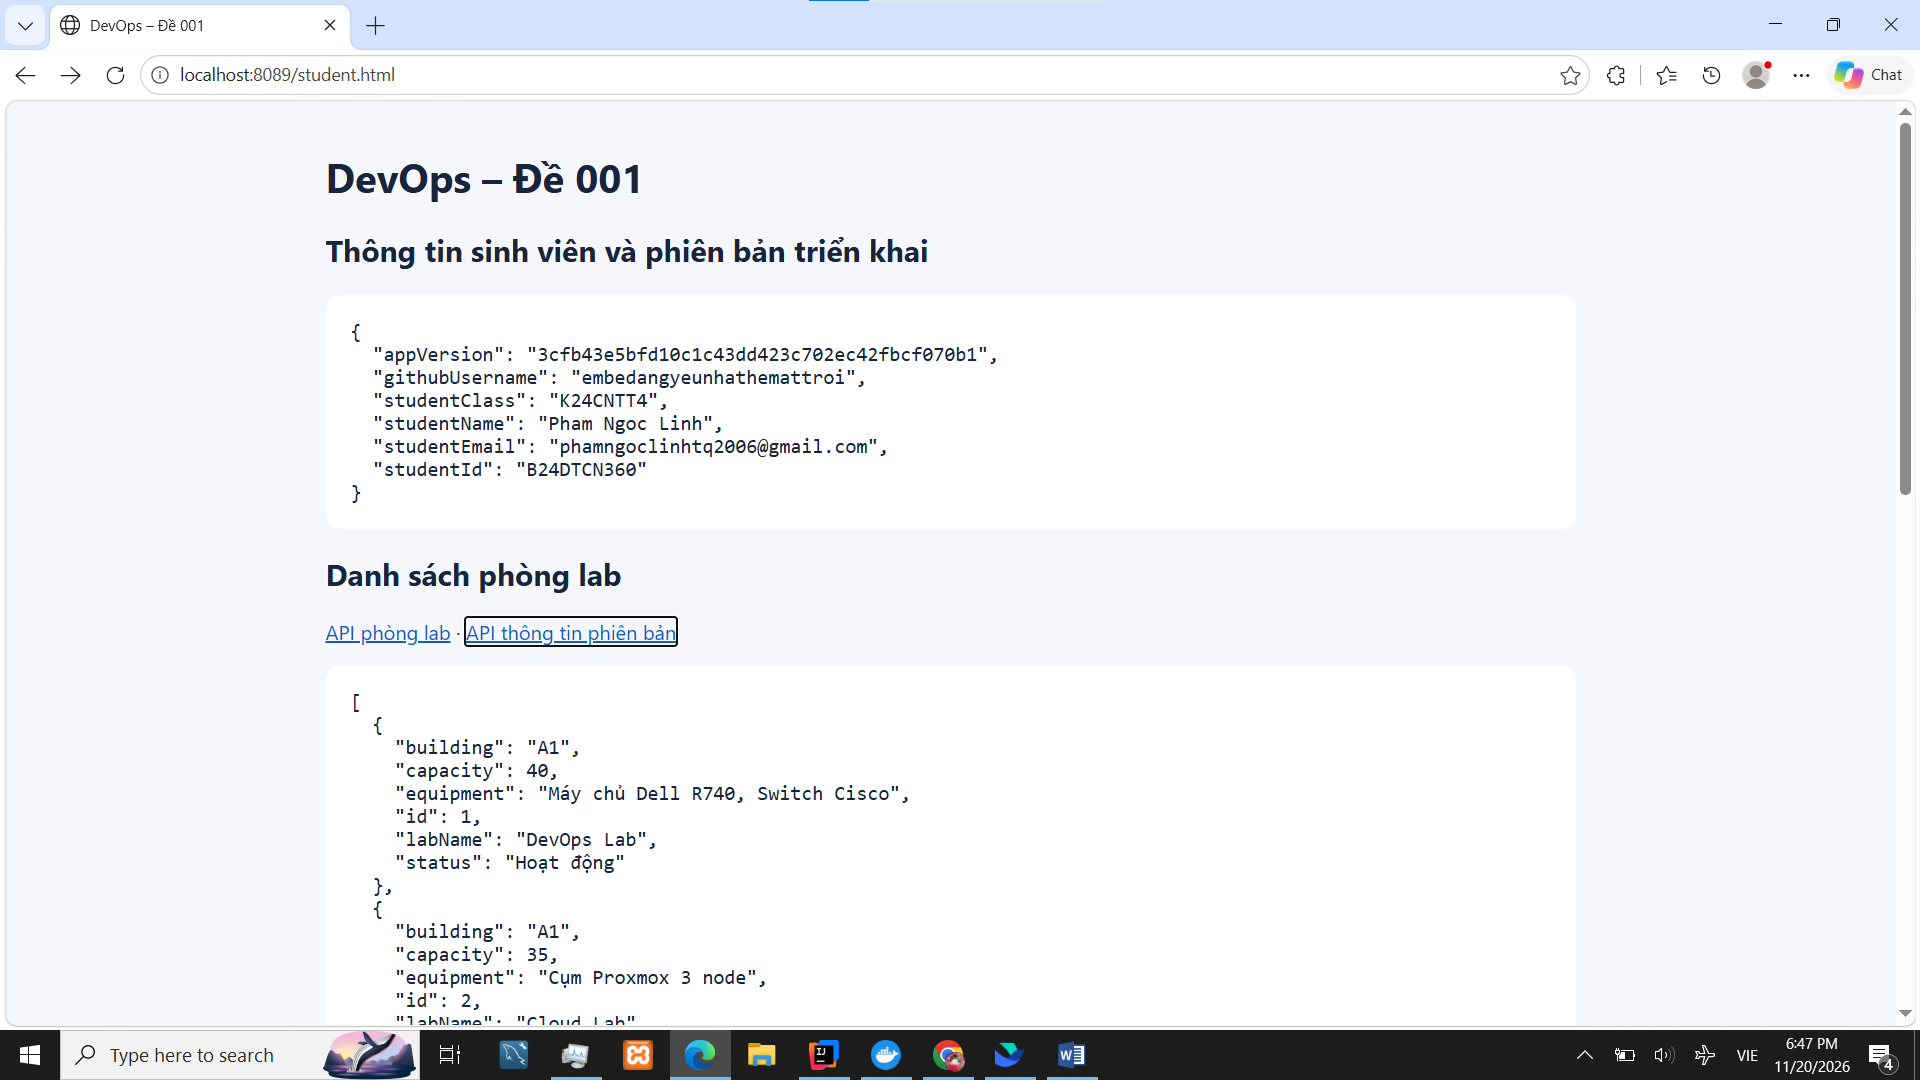 DevOps – Đề 001
localhost:8089/student.html
Chat
DevOps – Đề 001
Thông tin sinh viên và phiên bản triển khai
{
"appVersion": "3cfb43e5bfd10c1c43dd423c702ec42fbcf070b1",
"githubUsername": "embedangyeunhathemattroi",
"studentClass": "K24CNTT4",
"studentName": "Pham Ngoc Linh",
"studentEmail": "phamngoclinhtq2006@gmail.com",
"studentId": "B24DTCN360"
}
Danh sách phòng lab
API phòng lab · API thông tin phiên bản
[
{
"building": "A1",
"capacity": 40,
"equipment": "Máy chủ Dell R740, Switch Cisco",
"id": 1,
"labName": "DevOps Lab",
"status": "Hoạt động"
},
{
"building": "A1",
"capacity": 35,
"equipment": "Cụm Proxmox 3 node",
"id": 2,
"labName": "Cloud Lab"
Type here to search
VIE
6:47 PM
11/20/2026
4